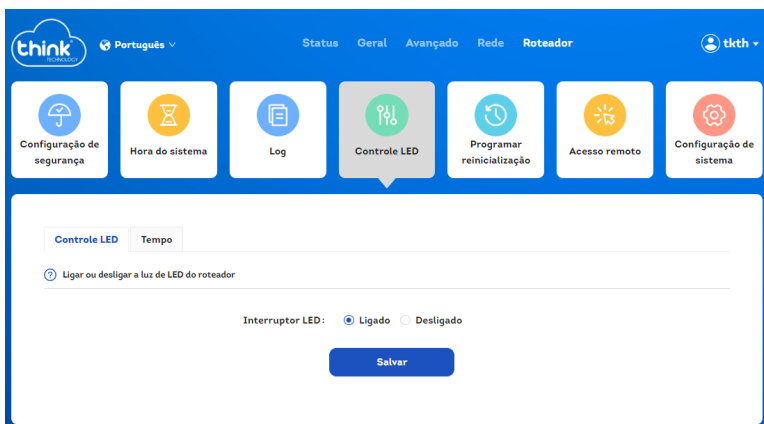 think
TECHNOLOGY
Português
Status Geral Avançado Rede Roteador
tkth
Configuração de
segurança
Hora do sistema
Log
Controle LED
Programar
reinicialização
Acesso remoto
Configuração de
sistema
Controle LED Tempo
? Ligar ou desligar a luz de LED do roteador
Interruptor LED: Ligado Desligado
Salvar